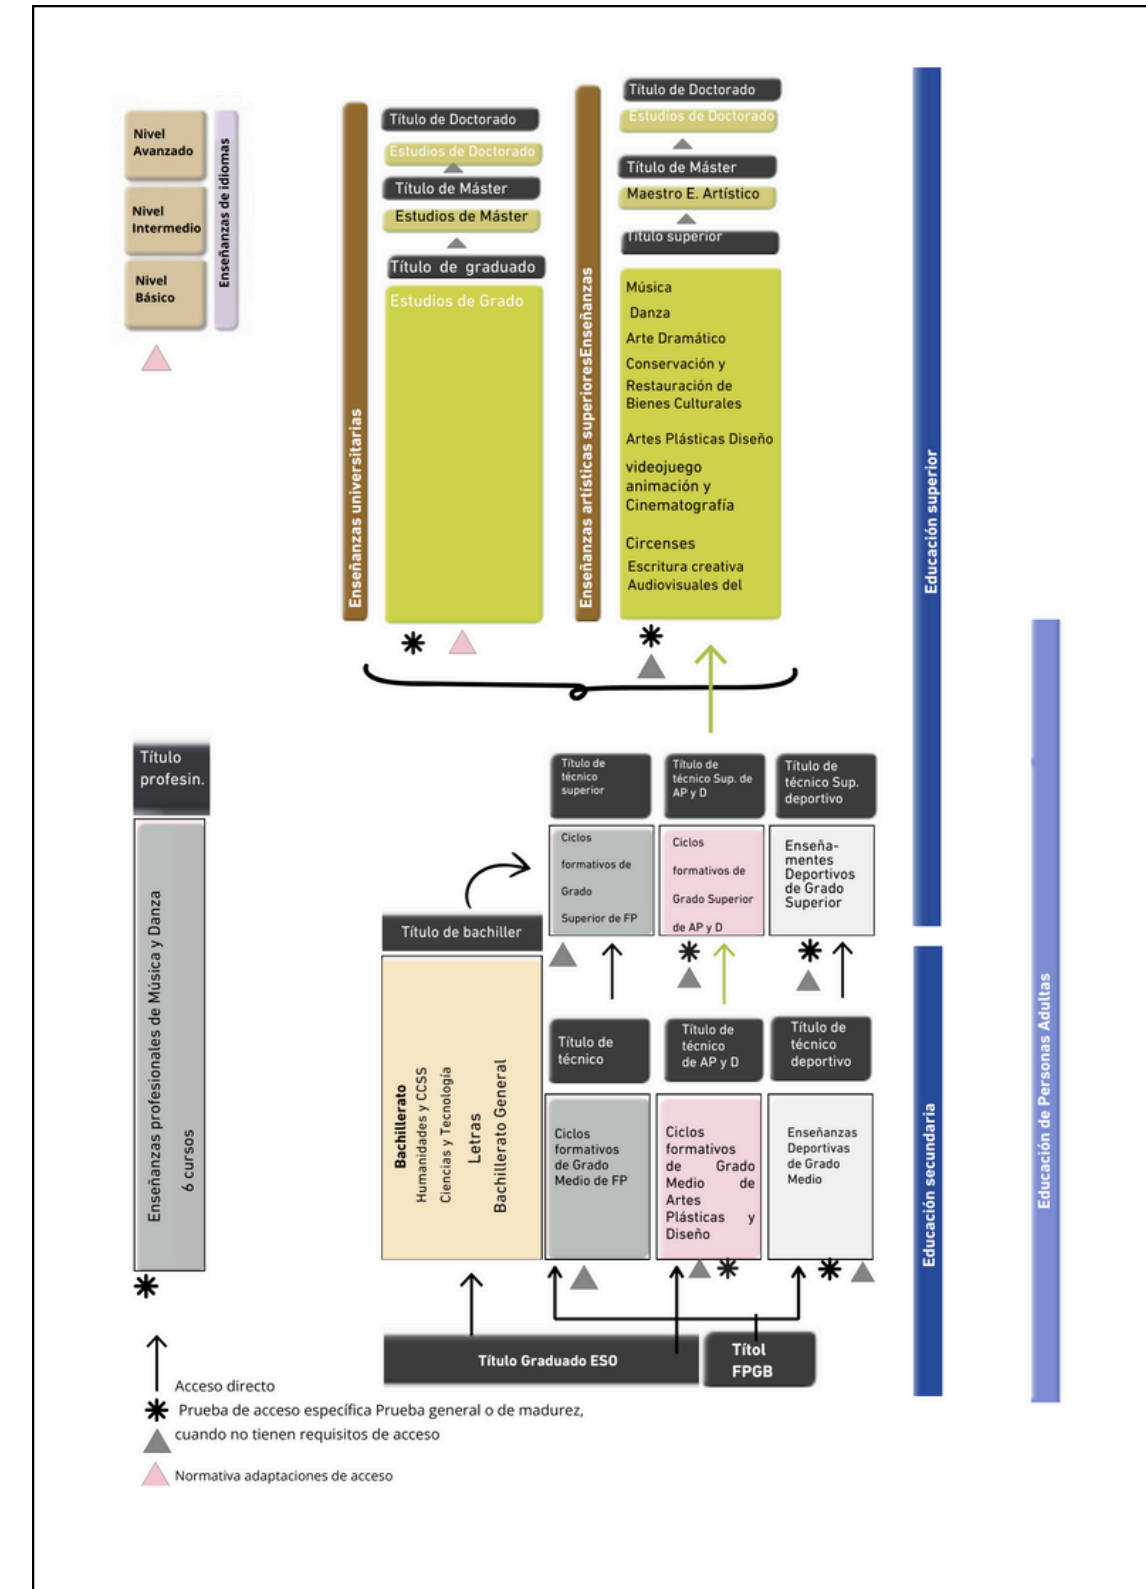 Nivel
Avanzado
Nivel
Intermedio
Nivel
Básico
Enseñanzas de idiomas
Enseñanzas universitarias
Título de Doctorado
Estudios de Doctorado
Título de Máster
Estudios de Máster
Título de graduado
Estudios de Grado
Enseñanzas artísticas superioresEnseñanzas
Título de Doctorado
Estudios de Doctorado
Título de Máster
Maestro E. Artístico
Título superior
Música
Danza
Arte Dramático
Conservación y
Restauración de
Bienes Culturales
Artes Plásticas Diseño
videojuego
animación y
Cinematografía
Circenses
Escritura creativa
Audiovisuales del
Educación superior
Educación de Personas Adultas
Título
profesin.
Enseñanzas profesionales de Música y Danza
6 cursos
Título de
técnico
superior
Título de
técnico Sup. de
AP y D
Título de
técnico Sup.
deportivo
Ciclos
formativos de
Grado
Superior de FP
Ciclos
formativos de
Grado Superior
de AP y D
Enseña-
mentes
Deportivos
de Grado
Superior
Título de bachiller
Bachillerato
Humanidades y CCSS
Ciencias y Tecnología
Letras
Bachillerato General
Título de
técnico
Título de
técnico
de AP y D
Título de
técnico
deportivo
Ciclos
formativos
de Grado
Medio de FP
Ciclos
formativos
de Grado
Medio de
Artes
Plásticas y
Diseño
Enseñanzas
Deportivas
de Grado
Medio
Educación secundaria
Título Graduado ESO
Títol
FPGB
Acceso directo
Prueba de acceso específica Prueba general o de madurez,
cuando no tienen requisitos de acceso
Normativa adaptaciones de acceso